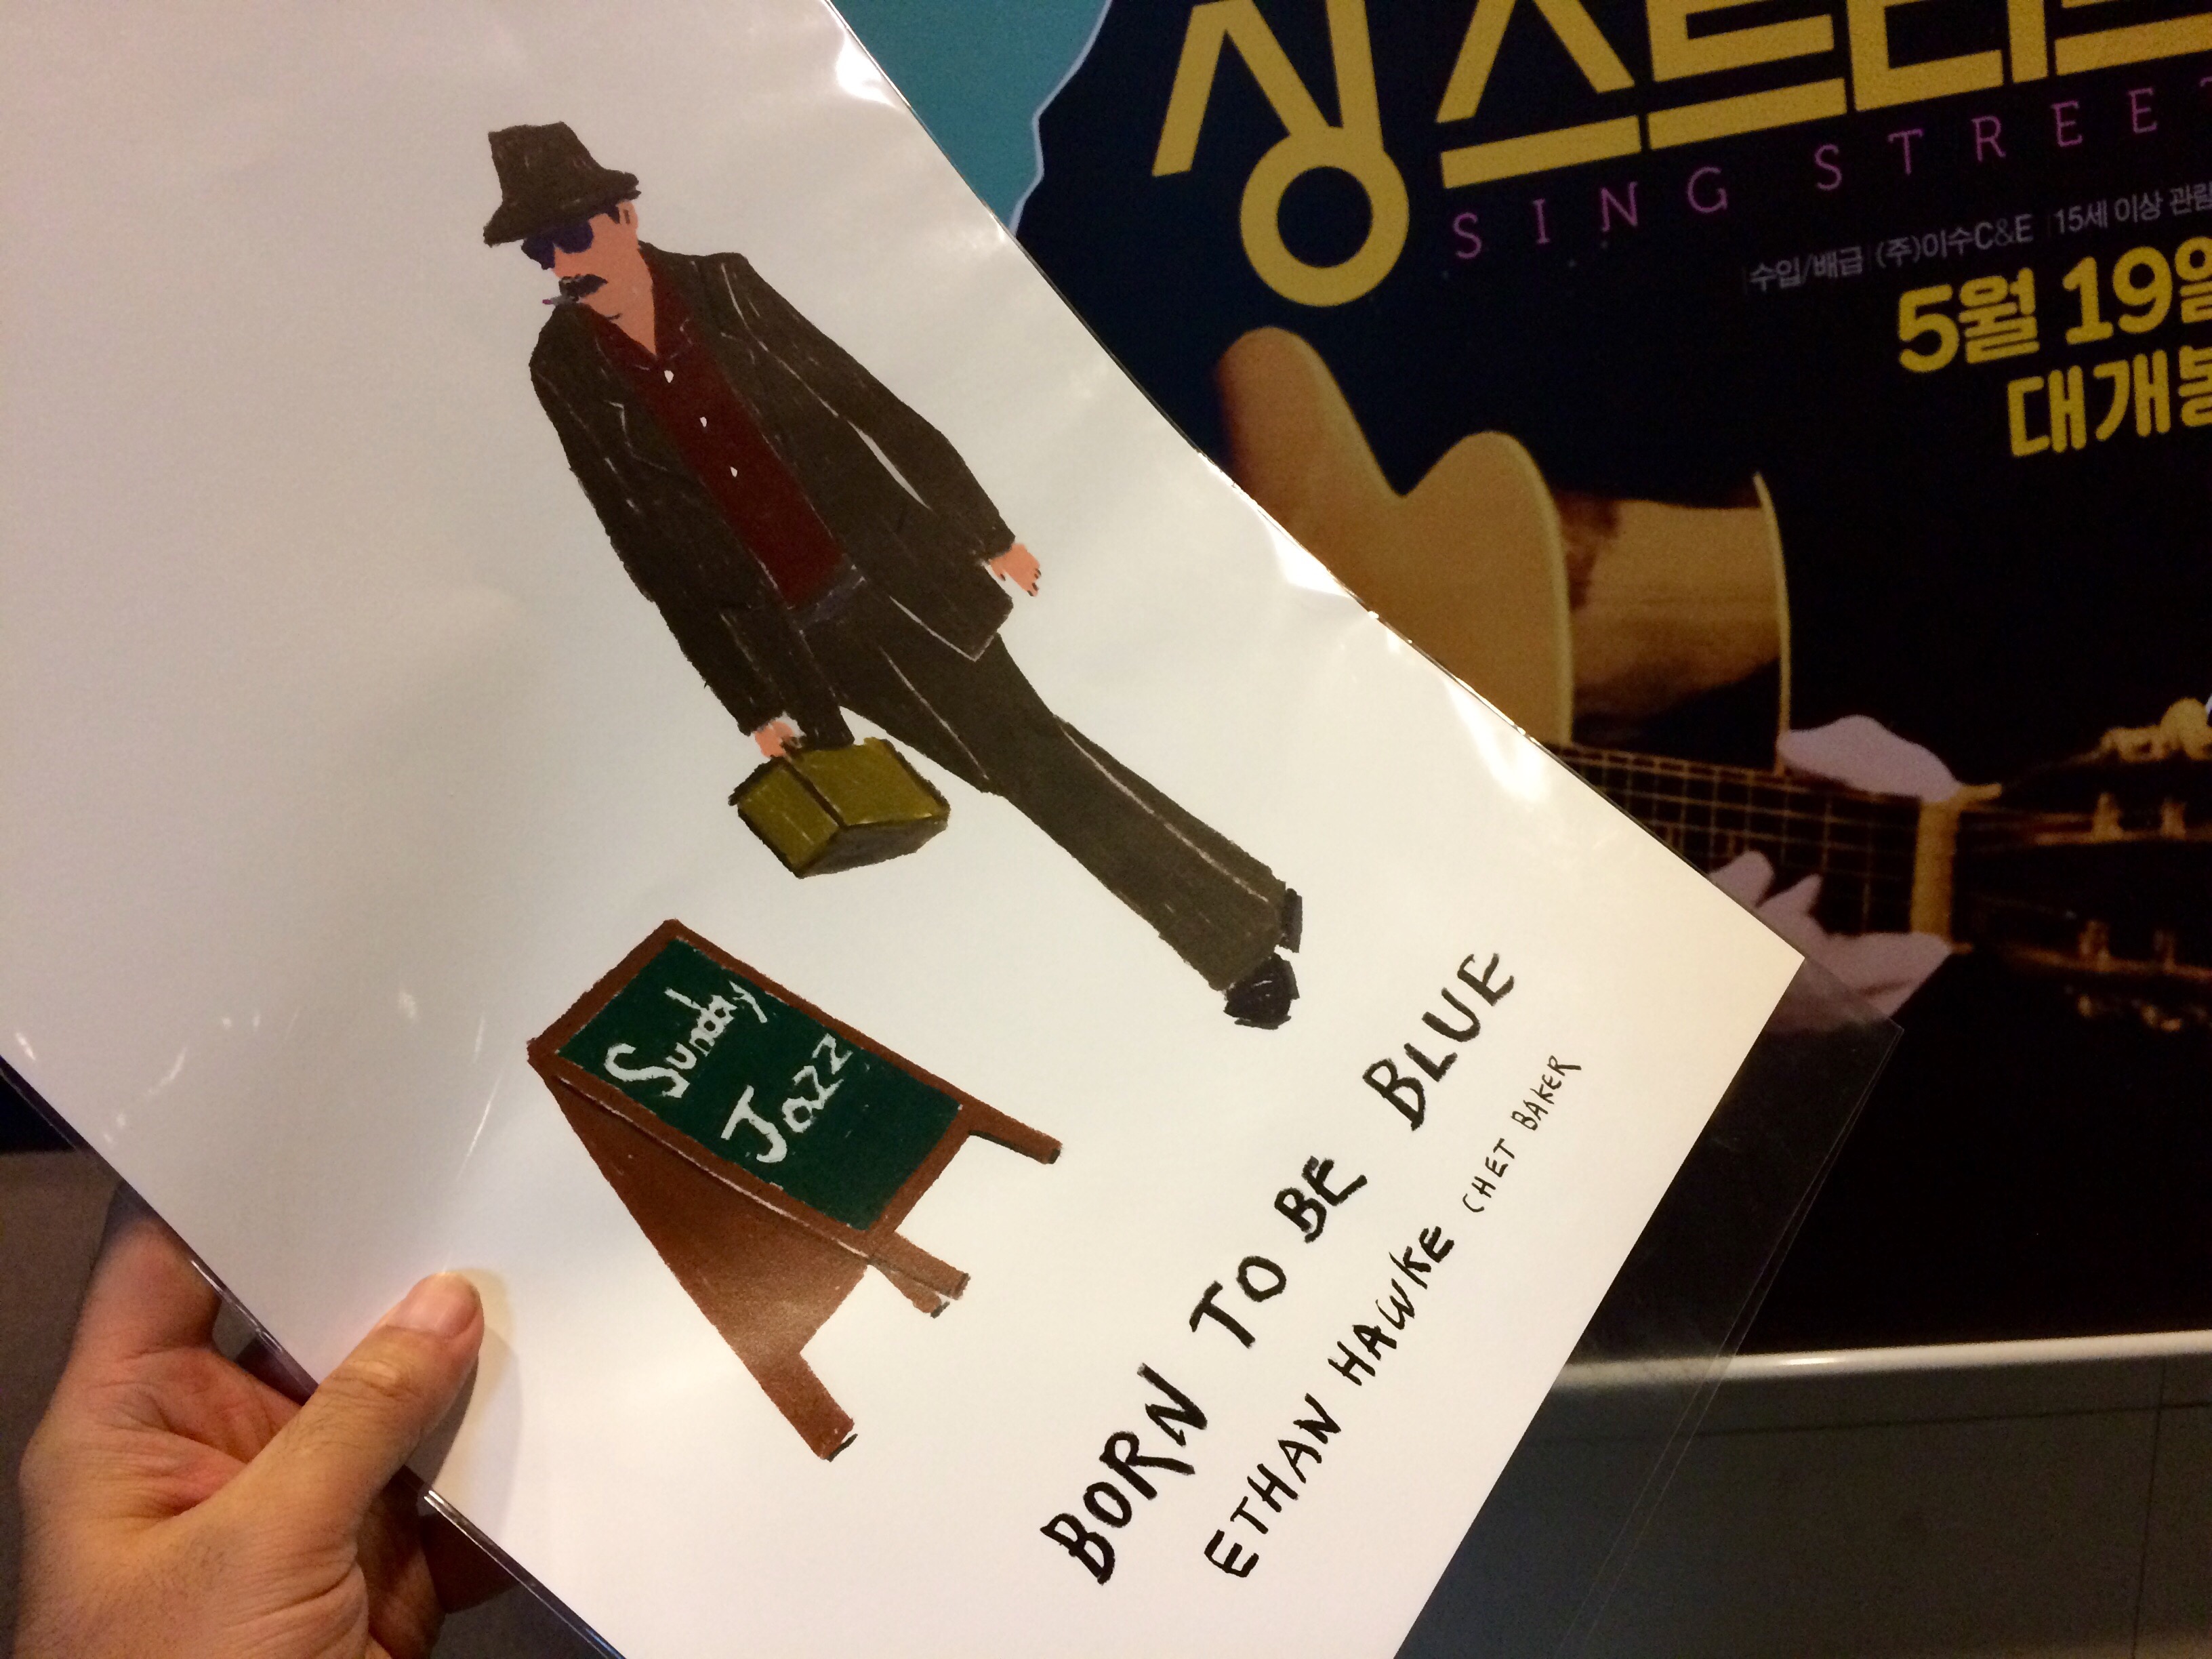 Sunday
Jazz
BORN TO BE BLUE
ETHAN HAWKE CHET BAKER
싱 스트리트
SING STREET
수입/배급 (주)이수C&E 15세 이상 관람
5월 19일
대개봉